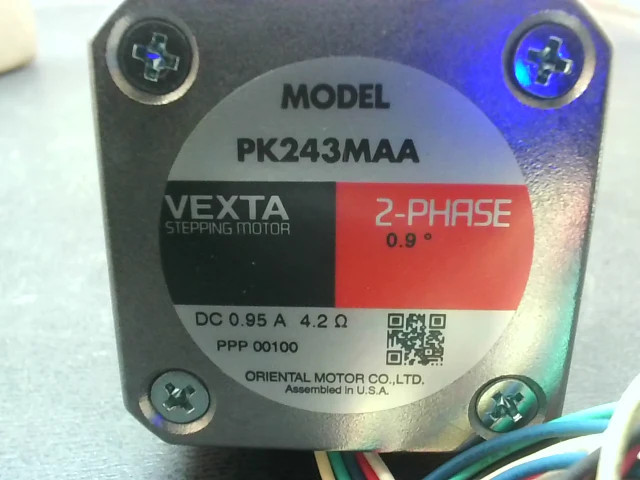 MODEL
PK243MAA
VEXTA
STEPPING MOTOR
2-PHASE
0.9 °
DC 0.95 A 4.2 Ω
PPP 00100
ORIENTAL MOTOR CO.,LTD.
Assembled in U.S.A.